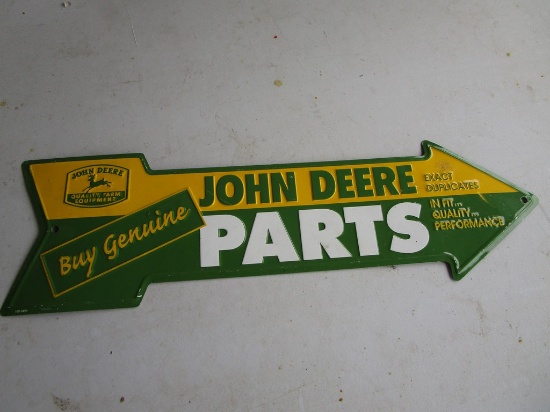 JOHN DEERE
QUALITY FARM
EQUIPMENT
Buy Genuine
JOHN DEERE
PARTS
EXACT
DUPLICATES
IN FIT...
QUALITY...
PERFORMANCE